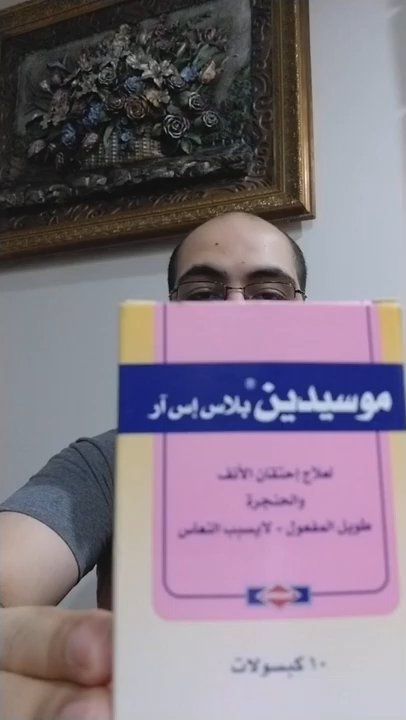 موسيدين® بلاس إس آر
لعلاج إحتقان الأنف
والحنجرة
طويل المفعول - لايسبب النعاس
١٠ كبسولات